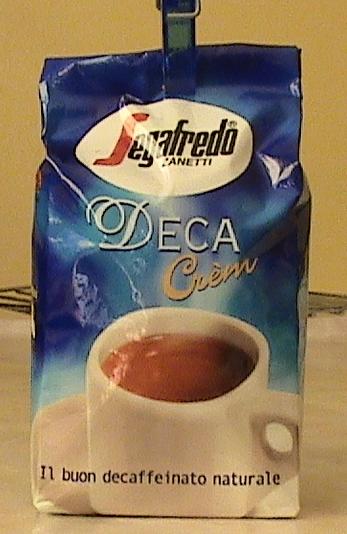 Segafredo®
ZANETTI
DECA
Crèm
Il buon decaffeinato naturale